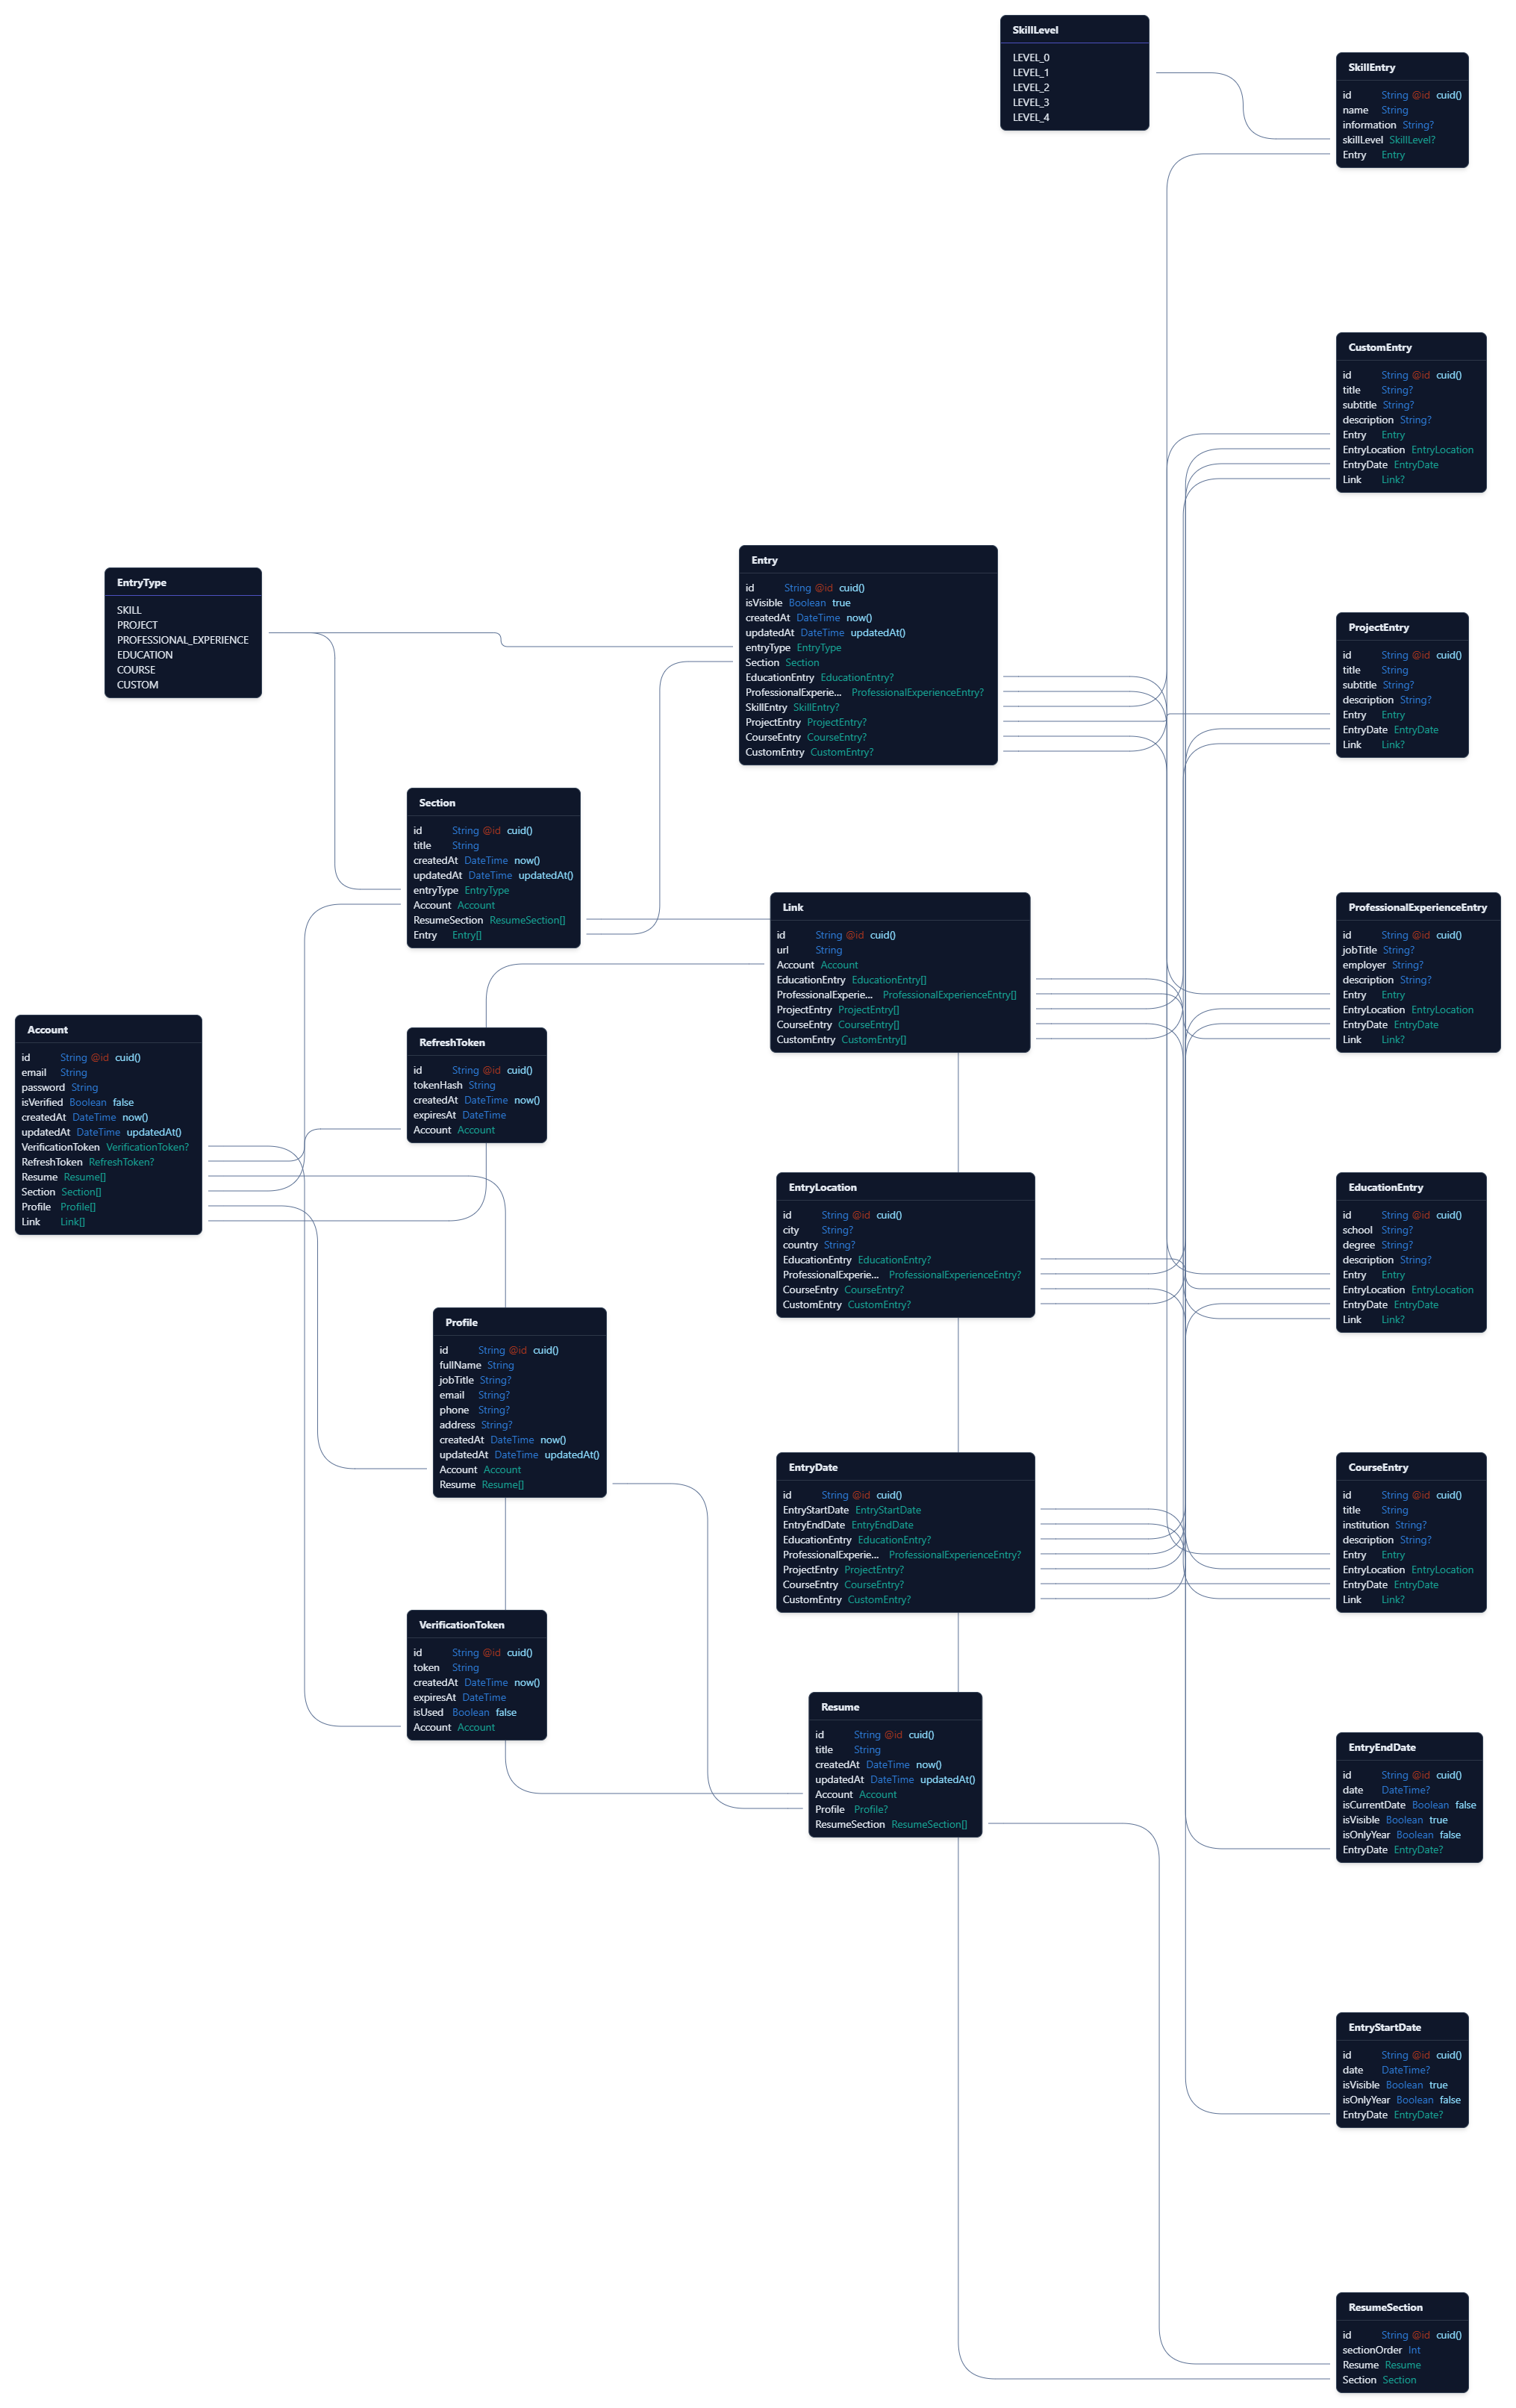 SkillLevel
LEVEL_0
LEVEL_1
LEVEL_2
LEVEL_3
LEVEL_4
SkillEntry
id String @id cuid()
name String
information String?
skillLevel SkillLevel?
Entry Entry
CustomEntry
id String @id cuid()
title String?
subtitle String?
description String?
Entry Entry
EntryLocation EntryLocation
EntryDate EntryDate
Link Link?
EntryType
SKILL
PROJECT
PROFESSIONAL_EXPERIENCE
EDUCATION
COURSE
CUSTOM
Entry
id String @id cuid()
isVisible Boolean true
createdAt DateTime now()
updatedAt DateTime updatedAt()
entryType EntryType
Section Section
EducationEntry EducationEntry?
ProfessionalExperie... ProfessionalExperienceEntry?
SkillEntry SkillEntry?
ProjectEntry ProjectEntry?
CourseEntry CourseEntry?
CustomEntry CustomEntry?
ProjectEntry
id String @id cuid()
title String
subtitle String?
description String?
Entry Entry
EntryDate EntryDate
Link Link?
Section
id String @id cuid()
title String
createdAt DateTime now()
updatedAt DateTime updatedAt()
entryType EntryType
Account Account
ResumeSection ResumeSection[]
Entry Entry[]
Link
id String @id cuid()
url String
Account Account
EducationEntry EducationEntry[]
ProfessionalExperie... ProfessionalExperienceEntry[]
ProjectEntry ProjectEntry[]
CourseEntry CourseEntry[]
CustomEntry CustomEntry[]
ProfessionalExperienceEntry
id String @id cuid()
jobTitle String?
employer String?
description String?
Entry Entry
EntryLocation EntryLocation
EntryDate EntryDate
Link Link?
Account
id String @id cuid()
email String
password String
isVerified Boolean false
createdAt DateTime now()
updatedAt DateTime updatedAt()
VerificationToken VerificationToken?
RefreshToken RefreshToken?
Resume Resume[]
Section Section[]
Profile Profile[]
Link Link[]
RefreshToken
id String @id cuid()
tokenHash String
createdAt DateTime now()
expiresAt DateTime
Account Account
EntryLocation
id String @id cuid()
city String?
country String?
EducationEntry EducationEntry?
ProfessionalExperie... ProfessionalExperienceEntry?
CourseEntry CourseEntry?
CustomEntry CustomEntry?
EducationEntry
id String @id cuid()
school String?
degree String?
description String?
Entry Entry
EntryLocation EntryLocation
EntryDate EntryDate
Link Link?
Profile
id String @id cuid()
fullName String
jobTitle String?
email String?
phone String?
address String?
createdAt DateTime now()
updatedAt DateTime updatedAt()
Account Account
Resume Resume[]
EntryDate
id String @id cuid()
EntryStartDate EntryStartDate
EntryEndDate EntryEndDate
EducationEntry EducationEntry?
ProfessionalExperie... ProfessionalExperienceEntry?
ProjectEntry ProjectEntry?
CourseEntry CourseEntry?
CustomEntry CustomEntry?
CourseEntry
id String @id cuid()
title String
institution String?
description String?
Entry Entry
EntryLocation EntryLocation
EntryDate EntryDate
Link Link?
VerificationToken
id String @id cuid()
token String
createdAt DateTime now()
expiresAt DateTime
isUsed Boolean false
Account Account
Resume
id String @id cuid()
title String
createdAt DateTime now()
updatedAt DateTime updatedAt()
Account Account
Profile Profile?
ResumeSection ResumeSection[]
EntryEndDate
id String @id cuid()
date DateTime?
isCurrentDate Boolean false
isVisible Boolean true
isOnlyYear Boolean false
EntryDate EntryDate?
EntryStartDate
id String @id cuid()
date DateTime?
isVisible Boolean true
isOnlyYear Boolean false
EntryDate EntryDate?
ResumeSection
id String @id cuid()
sectionOrder Int
Resume Resume
Section Section